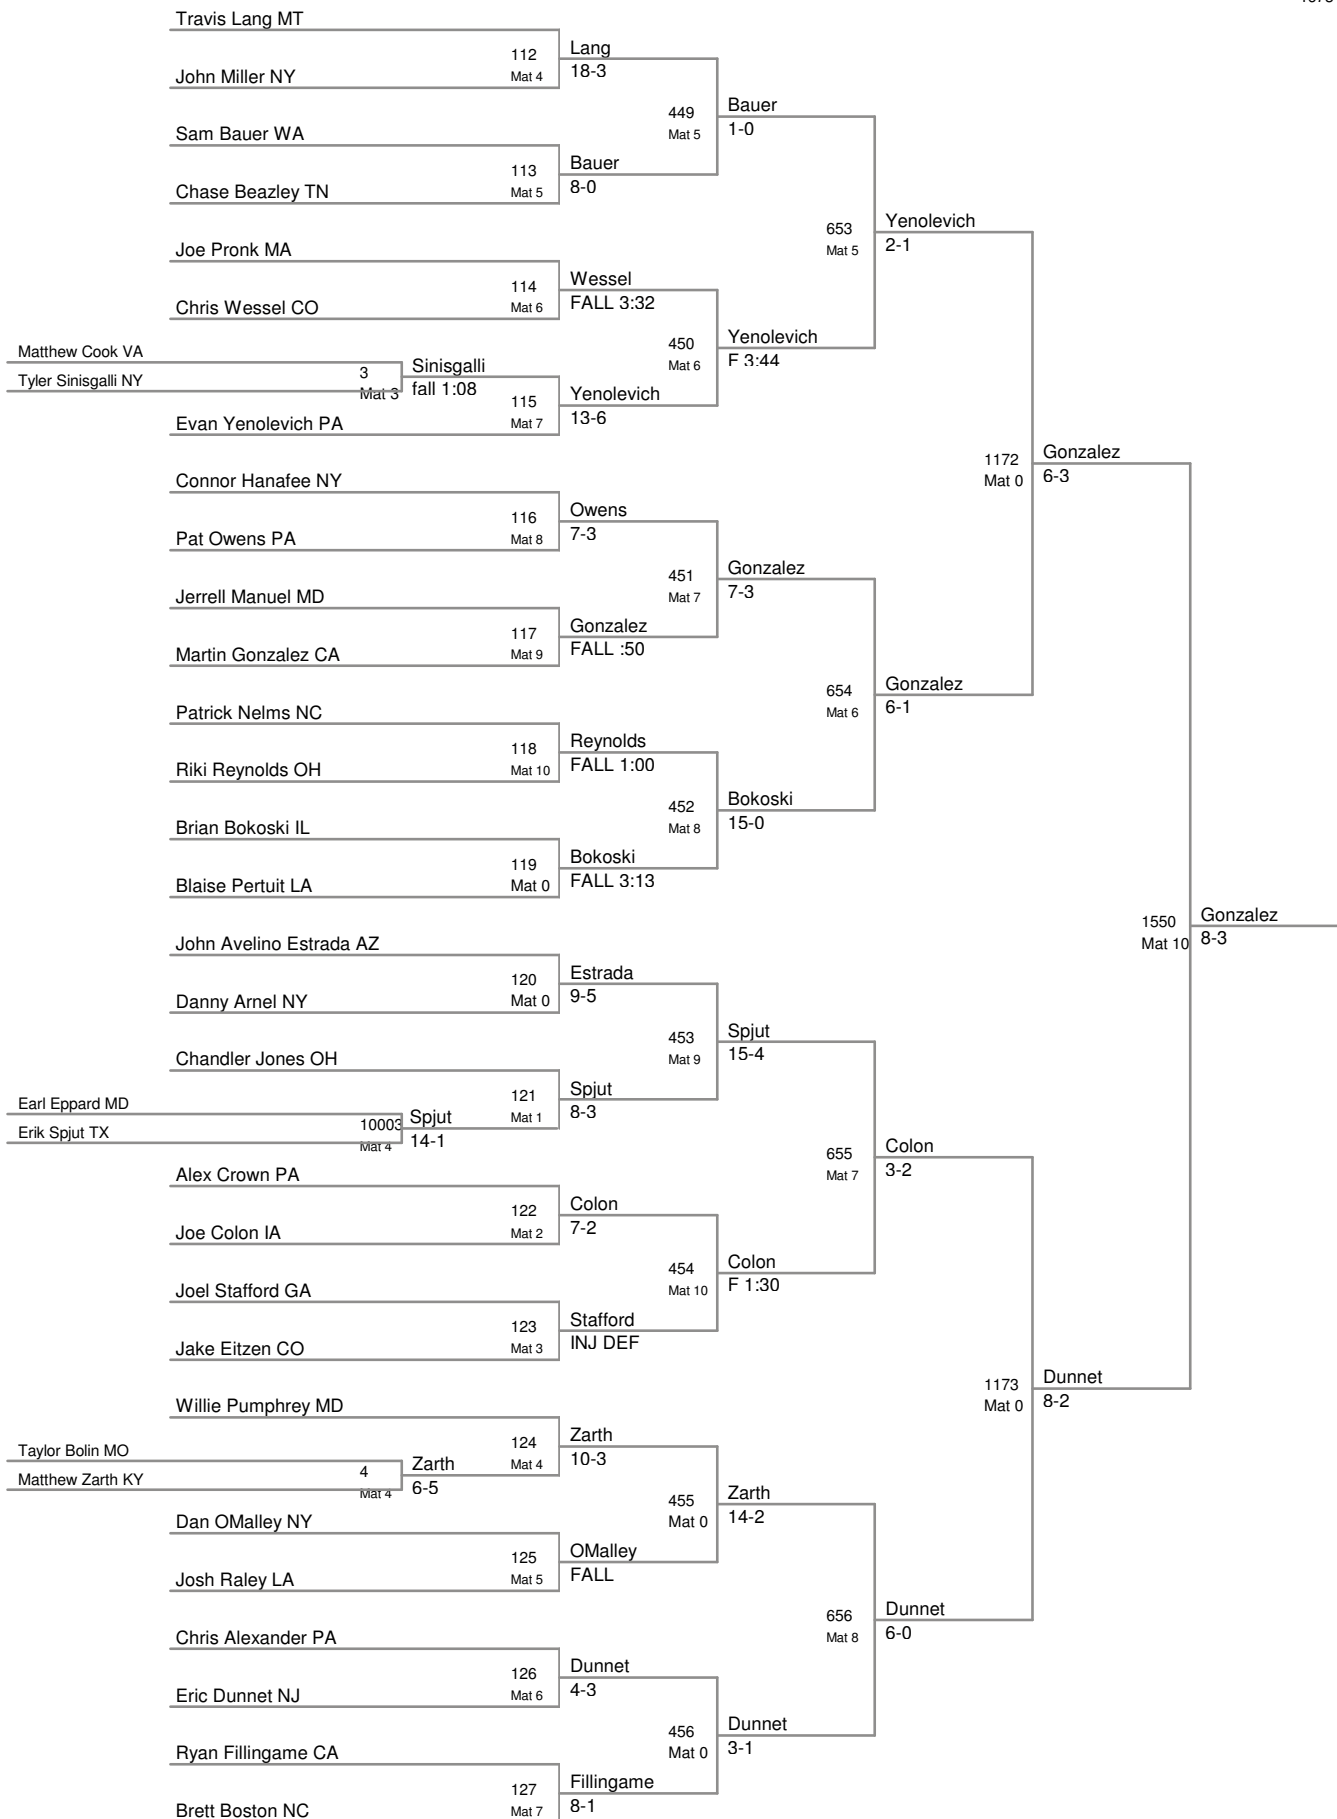 Travis Lang MT
112
Mat 4
Lang
18-3
John Miller NY
449
Mat 5
Bauer
1-0
Sam Bauer WA
113
Mat 5
Bauer
8-0
Chase Beazley TN
653
Mat 5
Yenolevich
2-1
Joe Pronk MA
114
Mat 6
Wessel
FALL 3:32
Chris Wessel CO
450
Mat 6
Yenolevich
F 3:44
Matthew Cook VA
3
Mat 3
Sinisgalli
fall 1:08
Tyler Sinisgalli NY
115
Mat 7
Yenolevich
13-6
Evan Yenolevich PA
1172
Mat 0
Gonzalez
6-3
Connor Hanafee NY
116
Mat 8
Owens
7-3
Pat Owens PA
451
Mat 7
Gonzalez
7-3
Jerrell Manuel MD
117
Mat 9
Gonzalez
FALL :50
Martin Gonzalez CA
654
Mat 6
Gonzalez
6-1
Patrick Nelms NC
118
Mat 10
Reynolds
FALL 1:00
Riki Reynolds OH
452
Mat 8
Bokoski
15-0
Brian Bokoski IL
119
Mat 0
Bokoski
FALL 3:13
Blaise Pertuit LA
1550
Mat 10
Gonzalez
8-3
John Avelino Estrada AZ
120
Mat 0
Estrada
9-5
Danny Arnel NY
453
Mat 9
Spjut
15-4
Chandler Jones OH
121
Mat 1
Spjut
8-3
Earl Eppard MD
10003
Mat 4
Spjut
14-1
Erik Spjut TX
655
Mat 7
Colon
3-2
Alex Crown PA
122
Mat 2
Colon
7-2
Joe Colon IA
454
Mat 10
Colon
F 1:30
Joel Stafford GA
123
Mat 3
Stafford
INJ DEF
Jake Eitzen CO
1173
Mat 0
Dunnet
8-2
Willie Pumphrey MD
124
Mat 4
Zarth
10-3
Taylor Bolin MO
4
Mat 4
Zarth
6-5
Matthew Zarth KY
455
Mat 0
Zarth
14-2
Dan OMalley NY
125
Mat 5
OMalley
FALL
Josh Raley LA
656
Mat 8
Dunnet
6-0
Chris Alexander PA
126
Mat 6
Dunnet
4-3
Eric Dunnet NJ
456
Mat 0
Dunnet
3-1
Ryan Fillingame CA
127
Mat 7
Fillingame
8-1
Brett Boston NC